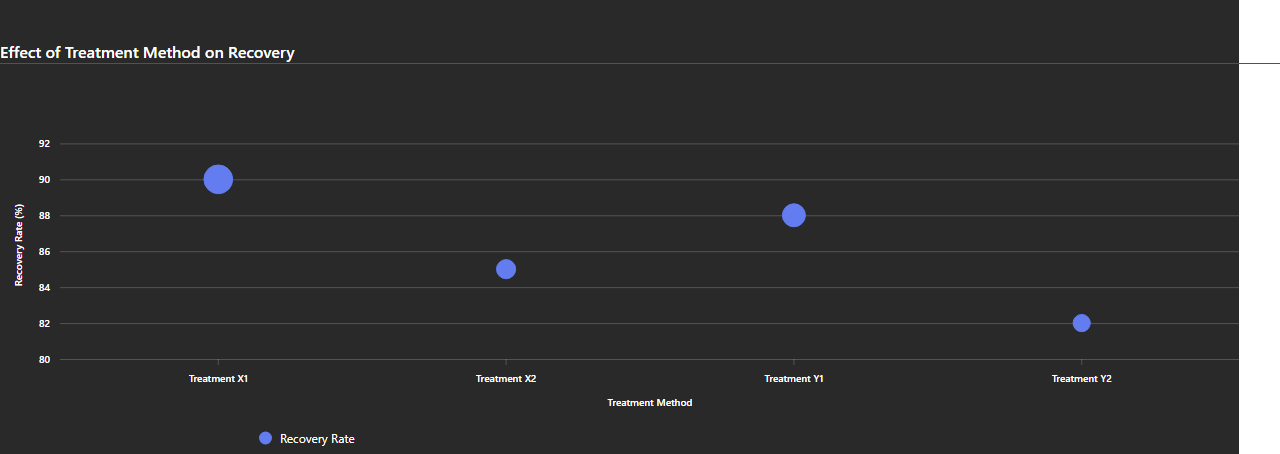 Effect of Treatment Method on Recovery
92
90
88
86
84
82
80
Recovery Rate (%)
Treatment X1 Treatment X2 Treatment Y1 Treatment Y2
Treatment Method
Recovery Rate